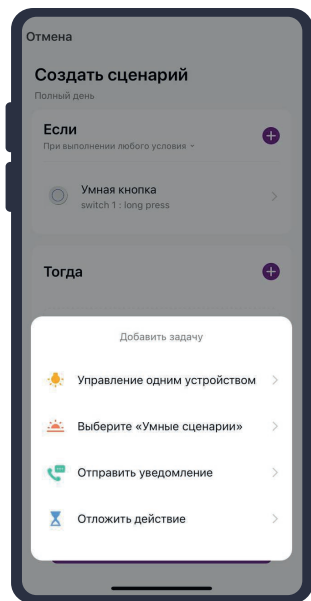 Отмена
Создать сценарий
Полный день
Если
При выполнении любого условия
Умная кнопка
switch 1 : long press
Тогда
Добавить задачу
Управление одним устройством
Выберите «Умные сценарии»
Отправить уведомление
Отложить действие